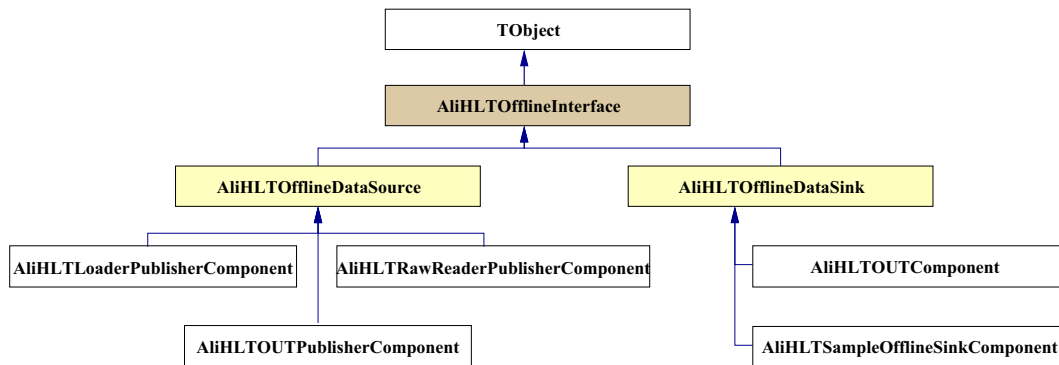 TObject
AliHLTOfflineInterface
AliHLTOfflineDataSource
AliHLTOfflineDataSink
AliHLTLoaderPublisherComponent
AliHLTRawReaderPublisherComponent
AliHLTOUTComponent
AliHLTOUTPublisherComponent
AliHLTSampleOfflineSinkComponent